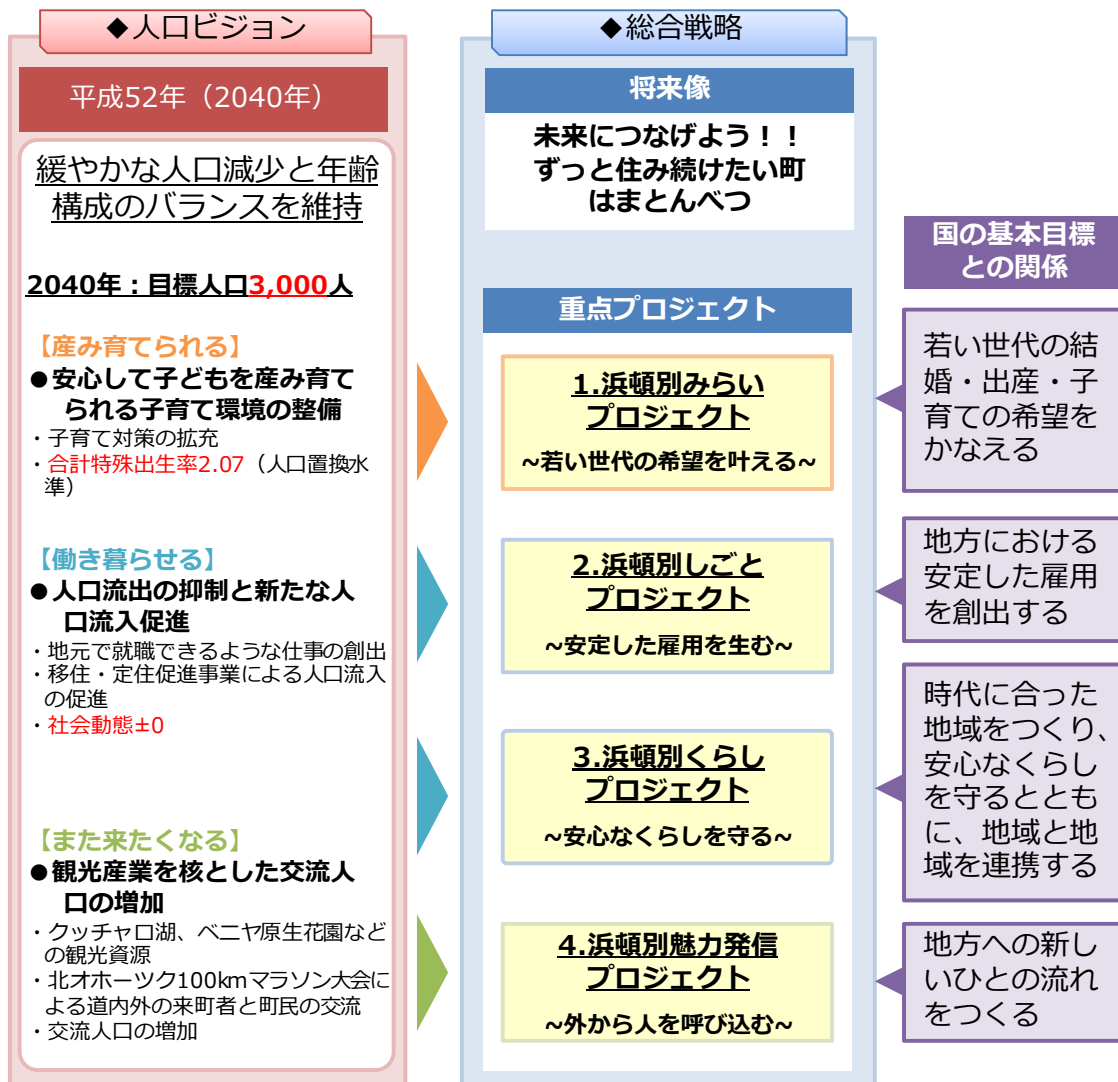 ◆人口ビジョン
平成52年（2040年）
緩やかな人口減少と年齢
構成のバランスを維持
2040年：目標人口3,000人
【産み育てられる】
●安心して子どもを産み育て
られる子育て環境の整備
・子育て対策の拡充
・合計特殊出生率2.07（人口置換水
準）
【働き暮らせる】
●人口流出の抑制と新たな人
口流入促進
・地元で就職できるような仕事の創出
・移住・定住促進事業による人口流入
の促進
・社会動態±0
【また来たくなる】
●観光産業を核とした交流人
口の増加
・クッチャロ湖、ベニヤ原生花園など
の観光資源
・北オホーツク100kmマラソン大会に
よる道内外の来町者と町民の交流
・交流人口の増加
◆総合戦略
将来像
未来につなげよう！！
ずっと住み続けたい町
はまとんべつ
重点プロジェクト
1.浜頓別みらい
プロジェクト
~若い世代の希望を叶える~
2.浜頓別しごと
プロジェクト
~安定した雇用を生む~
3.浜頓別くらし
プロジェクト
~安心なくらしを守る~
4.浜頓別魅力発信
プロジェクト
~外から人を呼び込む~
国の基本目標
との関係
若い世代の結
婚・出産・子
育ての希望を
かなえる
地方における
安定した雇用
を創出する
時代に合った
地域をつくり、
安心なくらし
を守るととも
に、地域と地
域を連携する
地方への新し
いひとの流れ
をつくる